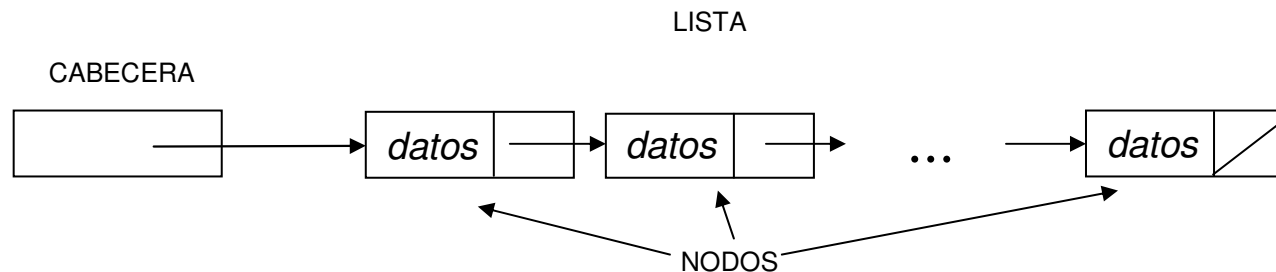 LISTA
CABECERA
datos datos ... datos
NODOS